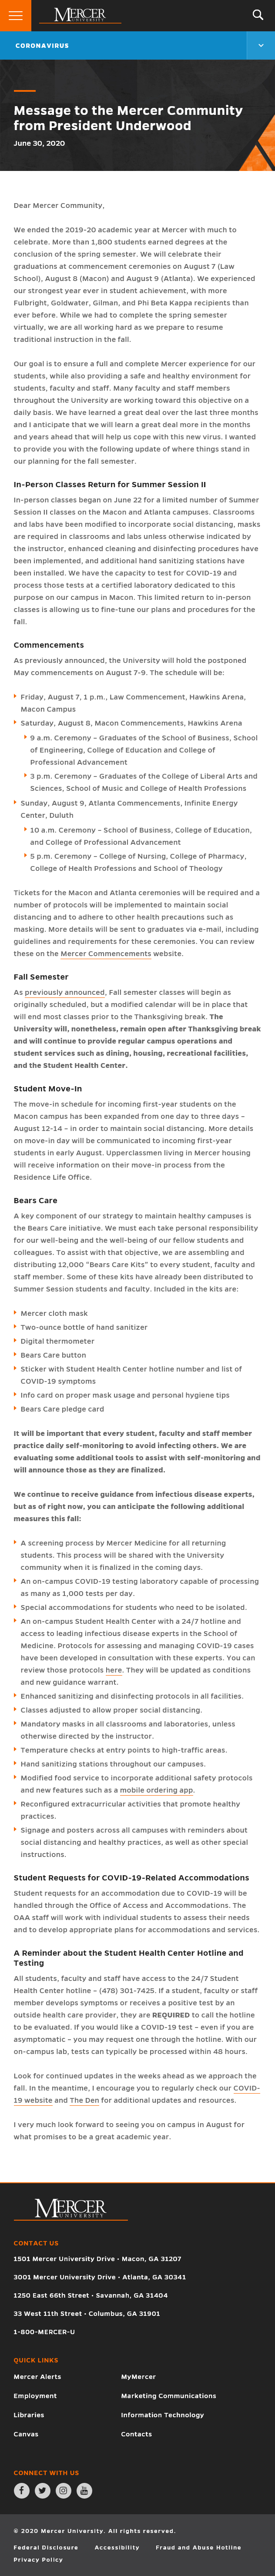 MERCER
UNIVERSITY
CORONAVIRUS
Message to the Mercer Community
from President Underwood
June 30, 2020
Dear Mercer Community,
We ended the 2019-20 academic year at Mercer with much to
celebrate. More than 1,800 students earned degrees at the
conclusion of the spring semester. We will celebrate their
graduations at commencement ceremonies on August 7 (Law
School), August 8 (Macon) and August 9 (Atlanta). We experienced
our strongest year ever in student achievement, with more
Fulbright, Goldwater, Gilman, and Phi Beta Kappa recipients than
ever before. While we had to complete the spring semester
virtually, we are all working hard as we prepare to resume
traditional instruction in the fall.
Our goal is to ensure a full and complete Mercer experience for our
students, while also providing a safe and healthy environment for
students, faculty and staff. Many faculty and staff members
throughout the University are working toward this objective on a
daily basis. We have learned a great deal over the last three months
and I anticipate that we will learn a great deal more in the months
and years ahead that will help us cope with this new virus. I wanted
to provide you with the following update of where things stand in
our planning for the fall semester.
In-Person Classes Return for Summer Session II
In-person classes began on June 22 for a limited number of Summer
Session II classes on the Macon and Atlanta campuses. Classrooms
and labs have been modified to incorporate social distancing, masks
are required in classrooms and labs unless otherwise indicated by
the instructor, enhanced cleaning and disinfecting procedures have
been implemented, and additional hand sanitizing stations have
been installed. We have the capacity to test for COVID-19 and
process those tests at a certified laboratory dedicated to this
purpose on our campus in Macon. This limited return to in-person
classes is allowing us to fine-tune our plans and procedures for the
fall.
Commencements
As previously announced, the University will hold the postponed
May commencements on August 7-9. The schedule will be:
Friday, August 7, 1 p.m., Law Commencement, Hawkins Arena,
Macon Campus
Saturday, August 8, Macon Commencements, Hawkins Arena
9 a.m. Ceremony – Graduates of the School of Business, School
of Engineering, College of Education and College of
Professional Advancement
3 p.m. Ceremony – Graduates of the College of Liberal Arts and
Sciences, School of Music and College of Health Professions
Sunday, August 9, Atlanta Commencements, Infinite Energy
Center, Duluth
10 a.m. Ceremony – School of Business, College of Education,
and College of Professional Advancement
5 p.m. Ceremony – College of Nursing, College of Pharmacy,
College of Health Professions and School of Theology
Tickets for the Macon and Atlanta ceremonies will be required and a
number of protocols will be implemented to maintain social
distancing and to adhere to other health precautions such as
masking. More details will be sent to graduates via e-mail, including
guidelines and requirements for these ceremonies. You can review
these on the Mercer Commencements website.
Fall Semester
As previously announced, Fall semester classes will begin as
originally scheduled, but a modified calendar will be in place that
will end most classes prior to the Thanksgiving break. The
University will, nonetheless, remain open after Thanksgiving break
and will continue to provide regular campus operations and
student services such as dining, housing, recreational facilities,
and the Student Health Center.
Student Move-In
The move-in schedule for incoming first-year students on the
Macon campus has been expanded from one day to three days –
August 12-14 – in order to maintain social distancing. More details
on move-in day will be communicated to incoming first-year
students in early August. Upperclassmen living in Mercer housing
will receive information on their move-in process from the
Residence Life Office.
Bears Care
A key component of our strategy to maintain healthy campuses is
the Bears Care initiative. We must each take personal responsibility
for our own well-being and the well-being of our fellow students and
colleagues. To assist with that objective, we are assembling and
distributing 12,000 "Bears Care Kits" to every student, faculty and
staff member. Some of these kits have already been distributed to
Summer Session students and faculty. Included in the kits are:
Mercer cloth mask
Two-ounce bottle of hand sanitizer
Digital thermometer
Bears Care button
Sticker with Student Health Center hotline number and list of
COVID-19 symptoms
Info card on proper mask usage and personal hygiene tips
Bears Care pledge card
It will be important that every student, faculty and staff member
practice daily self-monitoring to avoid infecting others. We are
evaluating some additional tools to assist with self-monitoring and
will announce those as they are finalized.
We continue to receive guidance from infectious disease experts,
but as of right now, you can anticipate the following additional
measures this fall:
A screening process by Mercer Medicine for all returning
students. This process will be shared with the University
community when it is finalized in the coming days.
An on-campus COVID-19 testing laboratory capable of processing
as many as 1,000 tests per day.
Special accommodations for students who need to be isolated.
An on-campus Student Health Center with a 24/7 hotline and
access to leading infectious disease experts in the School of
Medicine. Protocols for assessing and managing COVID-19 cases
have been developed in consultation with these experts. You can
review those protocols here. They will be updated as conditions
and new guidance warrant.
Enhanced sanitizing and disinfecting protocols in all facilities.
Classes adjusted to allow proper social distancing.
Mandatory masks in all classrooms and laboratories, unless
otherwise directed by the instructor.
Temperature checks at entry points to high-traffic areas.
Hand sanitizing stations throughout our campuses.
Modified food service to incorporate additional safety protocols
and new features such as a mobile ordering app.
Reconfigured extracurricular activities that promote healthy
practices.
Signage and posters across all campuses with reminders about
social distancing and healthy practices, as well as other special
instructions.
Student Requests for COVID-19-Related Accommodations
Student requests for an accommodation due to COVID-19 will be
handled through the Office of Access and Accommodations. The
OAA staff will work with individual students to assess their needs
and to develop appropriate plans for accommodations and services.
A Reminder about the Student Health Center Hotline and
Testing
All students, faculty and staff have access to the 24/7 Student
Health Center hotline – (478) 301-7425. If a student, faculty or staff
member develops symptoms or receives a positive test by an
outside health care provider, they are REQUIRED to call the hotline
to be evaluated. If you would like a COVID-19 test – even if you are
asymptomatic – you may request one through the hotline. With our
on-campus lab, tests can typically be processed within 48 hours.
Look for continued updates in the weeks ahead as we approach the
fall. In the meantime, I encourage you to regularly check our COVID-
19 website and The Den for additional updates and resources.
I very much look forward to seeing you on campus in August for
what promises to be a great academic year.
MERCER
UNIVERSITY
CONTACT US
1501 Mercer University Drive • Macon, GA 31207
3001 Mercer University Drive • Atlanta, GA 30341
1250 East 66th Street • Savannah, GA 31404
33 West 11th Street • Columbus, GA 31901
1-800-MERCER-U
QUICK LINKS
Mercer Alerts
MyMercer
Employment
Marketing Communications
Libraries
Information Technology
Canvas
Contacts
CONNECT WITH US
© 2020 Mercer University. All rights reserved.
Federal Disclosure Accessibility Fraud and Abuse Hotline
Privacy Policy